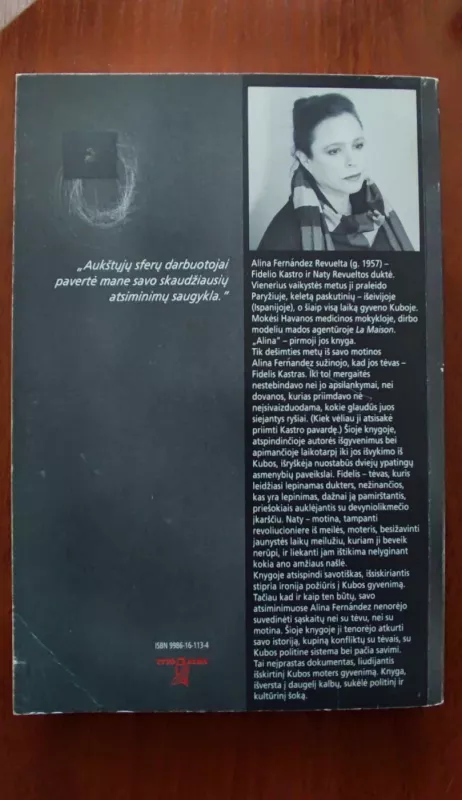 „Aukštųjų sferų darbuotojai
pavertė mane savo skaudžiausių
atsiminimų saugykla.”
Alina Fernández Revuelta (g. 1957) –
Fidelio Kastro ir Naty Revueltos duktė.
Vienerius vaikystės metus ji praleido
Paryžiuje, keletą paskutinių – išeivijoje
(Ispanijoje), o šiaip visą laiką gyveno Kuboje.
Mokėsi Havanos medicinos mokykloje, dirbo
modeliu mados agentūroje La Maison.
„Alina” – pirmoji jos knyga.
Tik dešimties metų iš savo motinos
Alina Fernandez sužinojo, kad jos tėvas –
Fidelis Kastras. Iki tol mergaitės
nestebindavo nei jo apsilankymai, nei
dovanos, kurias priimdavo nė
neįsivaizduodama, kokie glaudūs juos
siejantys ryšiai. (Kiek vėliau ji atsisakė
priimti Kastro pavardę.) Šioje knygoje,
atspindinčioje autorės išgyvenimus bei
apimančioje laikotarpį iki jos išvykimo iš
Kubos, išryškėja nuostabūs dviejų ypatingų
asmenybių paveikslai. Fidelis – tėvas, kuris
leidžiasi lepinamas dukters, nežinančios,
kas yra lepinimas, dažnai ją pamirštantis,
priešokiais auklėjantis su devyniolikmečio
įkarščiu. Naty – motina, tampanti
revoliucioniere iš meilės, moteris, besižavinti
jaunystės laikų meilužiu, kuriam ji beveik
nerūpi, ir liekanti jam ištikima nelyginant
kokia ano amžiaus našlė.
Knygoje atsispindi savotiškas, išsiskiriantis
stipria ironija požiūris į Kubos gyvenimą.
Tačiau kad ir kaip ten būtų, savo
atsiminimuose Alina Fernández nenorėjo
suvedinėti sąskaitų nei su tėvu, nei su
motina. Šioje knygoje ji tenorėjo atkurti
savo istoriją, kupiną konfliktų su tėvais, su
Kubos politine sistema bei pačia savimi.
Tai neįprastas dokumentas, liudijantis
išskirtinį Kubos moters gyvenimą. Knyga,
išversta į daugelį kalbų, sukėlė politinį ir
kultūrinį šoką.
ISBN 9986-16-113-4